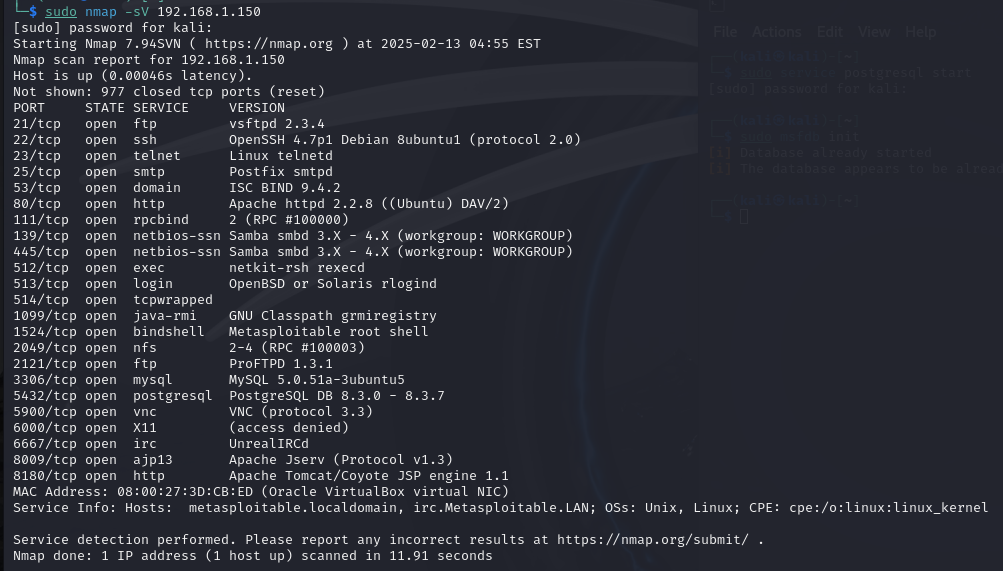 └─$ sudo nmap -sV 192.168.1.150
[sudo] password for kali:
Starting Nmap 7.94SVN ( https://nmap.org ) at 2025-02-13 04:55 EST
Nmap scan report for 192.168.1.150
Host is up (0.00046s latency).
Not shown: 977 closed tcp ports (reset)
PORT     STATE SERVICE     VERSION
21/tcp   open  ftp         vsftpd 2.3.4
22/tcp   open  ssh         OpenSSH 4.7p1 Debian 8ubuntu1 (protocol 2.0)
23/tcp   open  telnet      Linux telnetd
25/tcp   open  smtp        Postfix smtpd
53/tcp   open  domain      ISC BIND 9.4.2
80/tcp   open  http        Apache httpd 2.2.8 ((Ubuntu) DAV/2)
111/tcp  open  rpcbind     2 (RPC #100000)
139/tcp  open  netbios-ssn Samba smbd 3.X - 4.X (workgroup: WORKGROUP)
445/tcp  open  netbios-ssn Samba smbd 3.X - 4.X (workgroup: WORKGROUP)
512/tcp  open  exec        netkit-rsh rexecd
513/tcp  open  login       OpenBSD or Solaris rlogind
514/tcp  open  tcpwrapped
1099/tcp open  java-rmi    GNU Classpath grmiregistry
1524/tcp open  bindshell   Metasploitable root shell
2049/tcp open  nfs         2-4 (RPC #100003)
2121/tcp open  ftp         ProFTPD 1.3.1
3306/tcp open  mysql       MySQL 5.0.51a-3ubuntu5
5432/tcp open  postgresql  PostgreSQL DB 8.3.0 - 8.3.7
5900/tcp open  vnc         VNC (protocol 3.3)
6000/tcp open  X11         (access denied)
6667/tcp open  irc         UnrealIRCd
8009/tcp open  ajp13       Apache Jserv (Protocol v1.3)
8180/tcp open  http        Apache Tomcat/Coyote JSP engine 1.1
MAC Address: 08:00:27:3D:CB:ED (Oracle VirtualBox virtual NIC)
Service Info: Hosts:  metasploitable.localdomain, irc.Metasploitable.LAN; OSs: Unix, Linux; CPE: cpe:/o:linux:linux_kernel
Service detection performed. Please report any incorrect results at https://nmap.org/submit/ .
Nmap done: 1 IP address (1 host up) scanned in 11.91 seconds
File Actions Edit View Help
postgresql start
[sudo] password for kali:
init
Database already started
The database appears to be